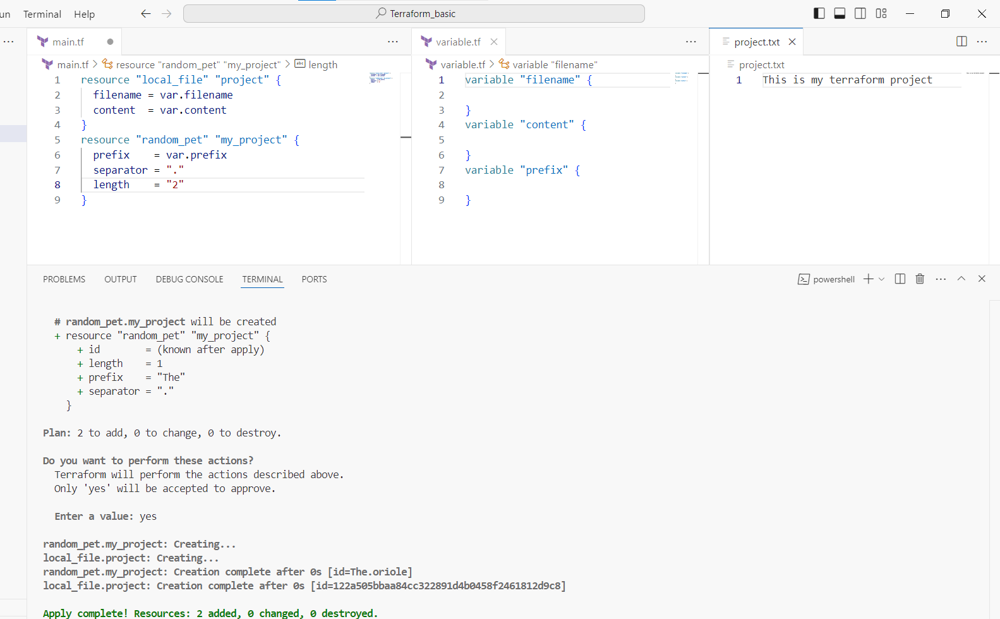 un Terminal Help Terraform_basic
main.tf variable.tf project.txt
main.tf > resource "random_pet" "my_project" > length
1 resource "local_file" "project" {
2 filename = var.filename
3 content = var.content
4 }
5 resource "random_pet" "my_project" {
6 prefix = var.prefix
7 separator = "."
8 length = "2"
9 }
variable.tf > variable "filename"
1 variable "filename" {
2
3 }
4 variable "content" {
5
6 }
7 variable "prefix" {
8
9 }
project.txt
1 This is my terraform project
PROBLEMS OUTPUT DEBUG CONSOLE TERMINAL PORTS powershell
# random_pet.my_project will be created
+ resource "random_pet" "my_project" {
+ id = (known after apply)
+ length = 1
+ prefix = "The"
+ separator = "."
}
Plan: 2 to add, 0 to change, 0 to destroy.
Do you want to perform these actions?
Terraform will perform the actions described above.
Only 'yes' will be accepted to approve.
Enter a value: yes
random_pet.my_project: Creating...
local_file.project: Creating...
random_pet.my_project: Creation complete after 0s [id=The.oriole]
local_file.project: Creation complete after 0s [id=122a505bbaa84cc322891d4b0458f2461812d9c8]
Apply complete! Resources: 2 added, 0 changed, 0 destroyed.